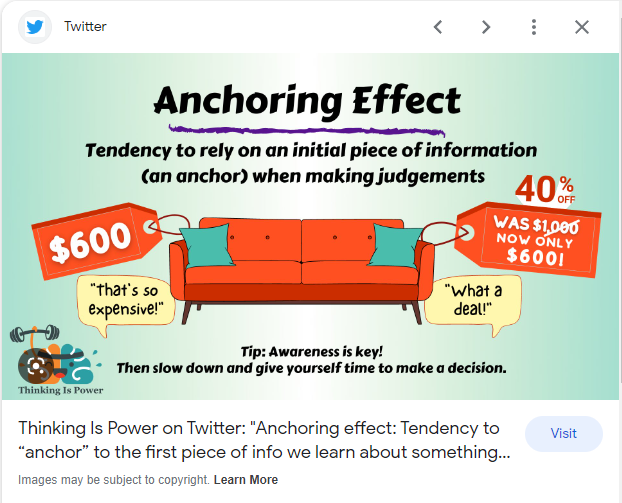 Twitter
Anchoring Effect
Tendency to rely on an initial piece of information
(an anchor) when making judgements
40%
OFF
$600
WAS $1,000
NOW ONLY
$600!
"That's so
expensive!"
"What a
deal!"
Tip: Awareness is key!
Then slow down and give yourself time to make a decision.
Thinking Is Power
Thinking Is Power on Twitter: "Anchoring effect: Tendency to
“anchor” to the first piece of info we learn about something...
Visit
Images may be subject to copyright. Learn More